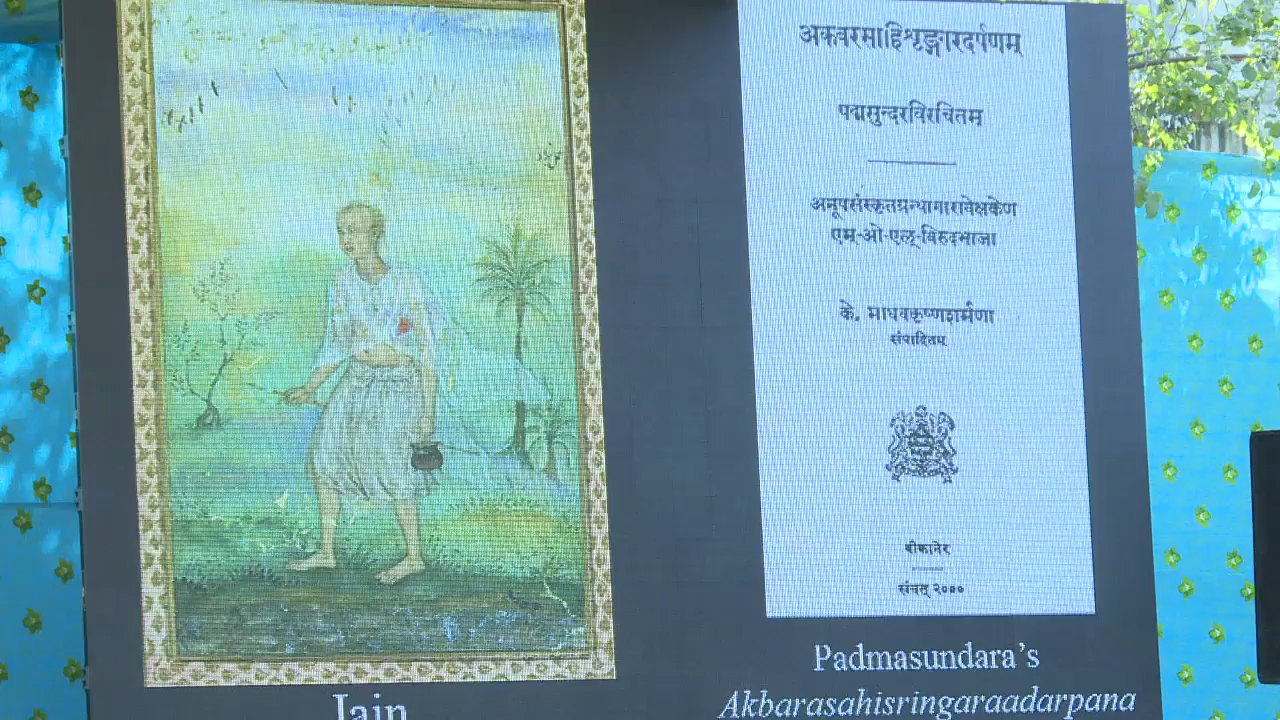 अकबरसाहिशृङ्गारदर्पणम्
पद्मसुन्दरविरचितम्
अनूपसंस्कृतग्रन्थागारावेक्षकेण
एम्-ओ-एल्-बिरुदभाजा
के. माधवकृष्णशर्मणा
संपादितम्
बीकानेर
संवत् २०००
Padmasundara's
Akbarasahisringaraadarpana
Jain